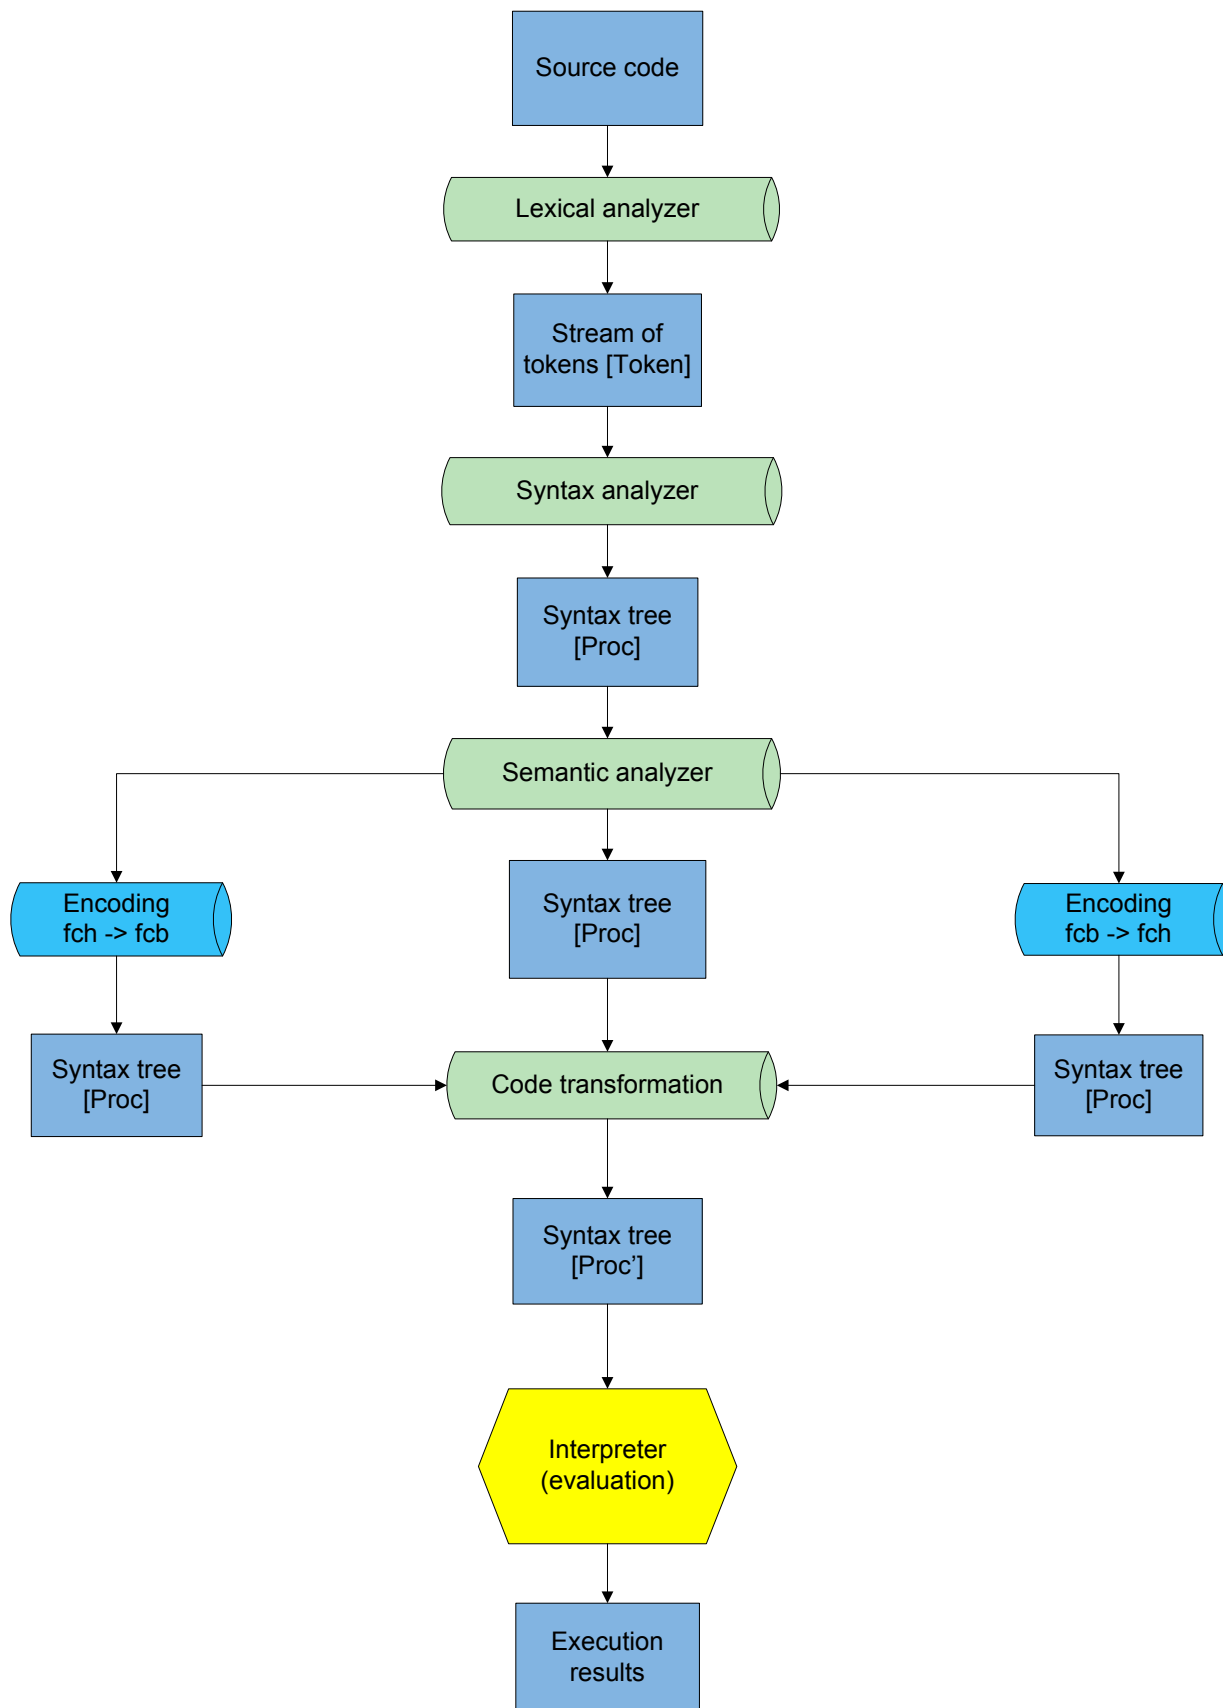 Source code
Lexical analyzer
Stream of
tokens [Token]
Syntax analyzer
Syntax tree
[Proc]
Semantic analyzer
Encoding
fch -> fcb
Syntax tree
[Proc]
Encoding
fcb -> fch
Syntax tree
[Proc]
Code transformation
Syntax tree
[Proc]
Syntax tree
[Proc’]
Interpreter
(evaluation)
Execution
results